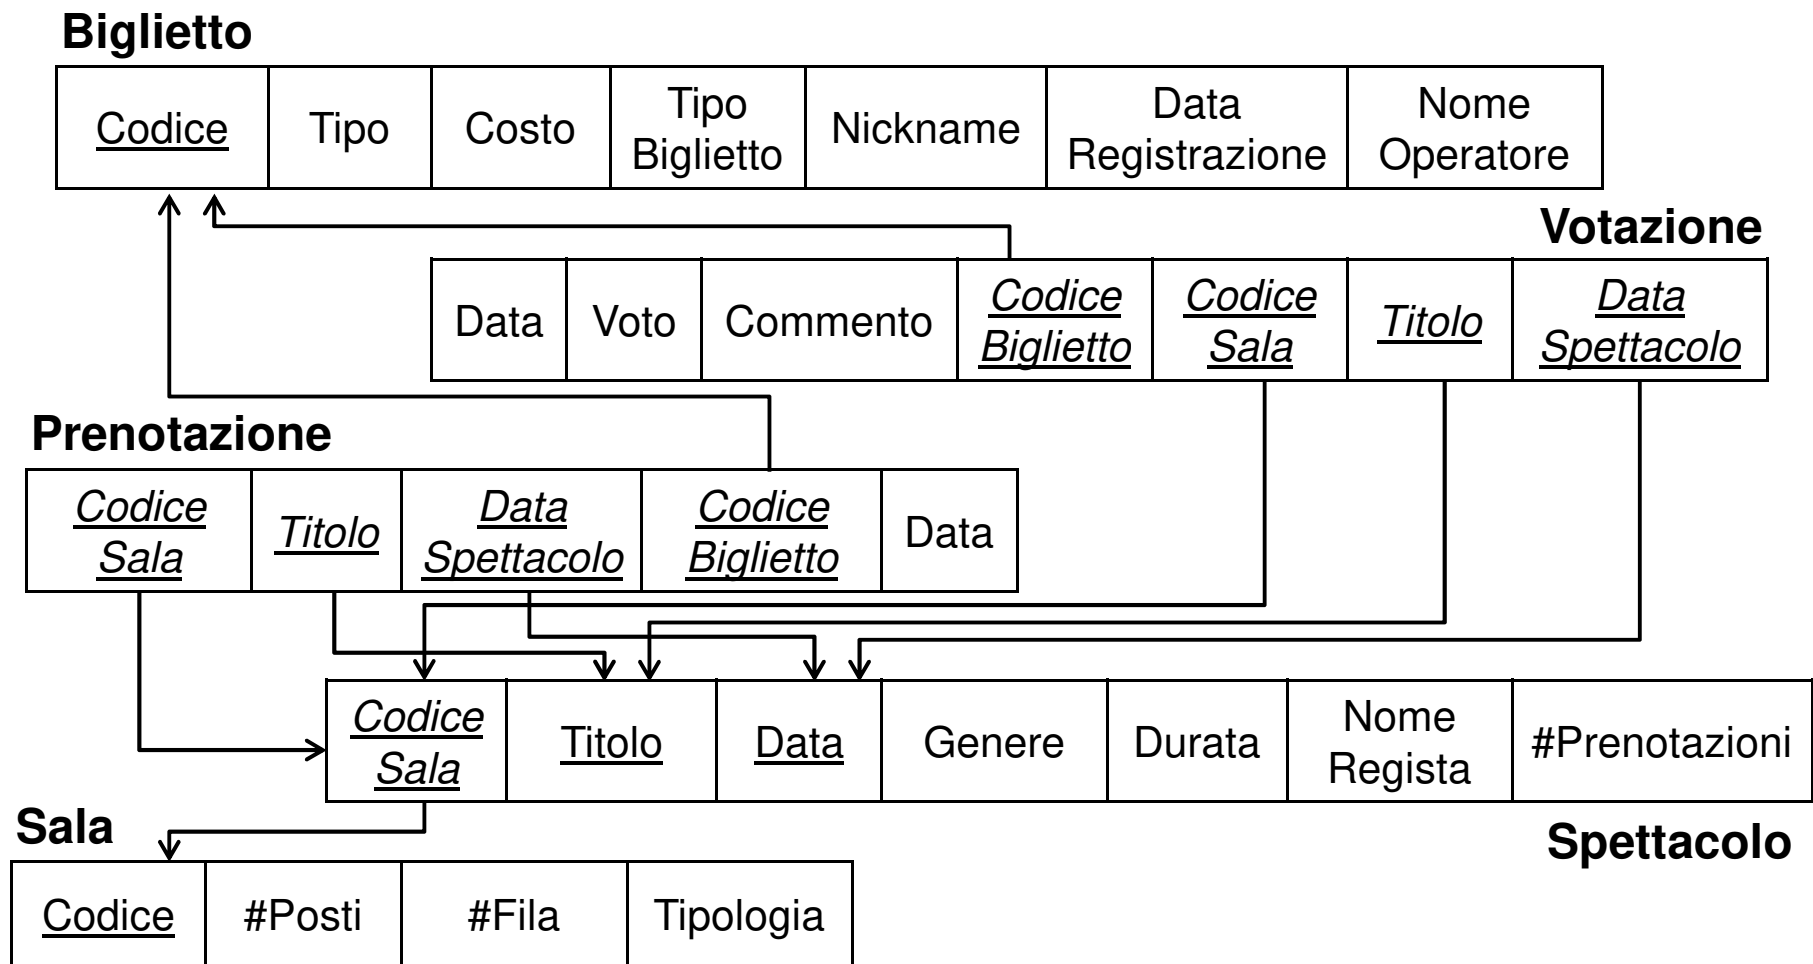 Biglietto
Codice Tipo Costo Tipo Biglietto Nickname Data Registrazione Nome Operatore
Votazione
Data Voto Commento Codice Biglietto Codice Sala Titolo Data Spettacolo
Prenotazione
Codice Sala Titolo Data Spettacolo Codice Biglietto Data
Codice Sala Titolo Data Genere Durata Nome Regista #Prenotazioni
Spettacolo
Sala
Codice #Posti #Fila Tipologia